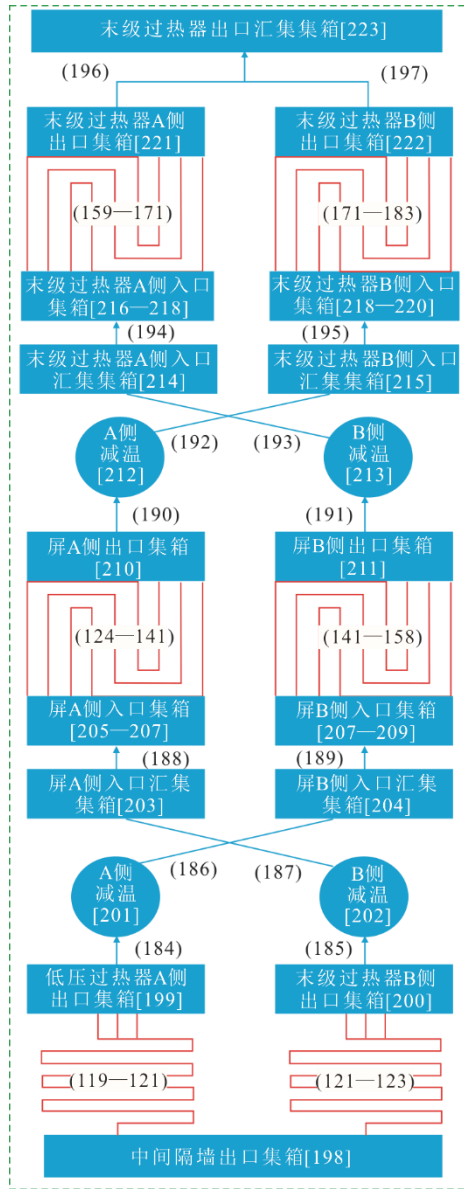 末级过热器出口汇集集箱[223]
(196)
(197)
末级过热器A侧
出口集箱[221]
末级过热器B侧
出口集箱[222]
(159—171)
(171—183)
末级过热器A侧入口
集箱[216—218]
末级过热器B侧入口
集箱[218—220]
(194)
(195)
末级过热器A侧入口
汇集集箱[214]
末级过热器B侧入口
汇集集箱[215]
A侧
减温
[212]
(192)
(193)
B侧
减温
[213]
(190)
(191)
屏A侧出口集箱
[210]
屏B侧出口集箱
[211]
(124—141)
(141—158)
屏A侧入口集箱
[205—207]
屏B侧入口集箱
[207—209]
(188)
(189)
屏A侧入口汇集
集箱[203]
屏B侧入口汇集
集箱[204]
A侧
减温
[201]
(186)
(187)
B侧
减温
[202]
(184)
(185)
低压过热器A侧
出口集箱[199]
末级过热器B侧
出口集箱[200]
(119—121)
(121—123)
中间隔墙出口集箱[198]